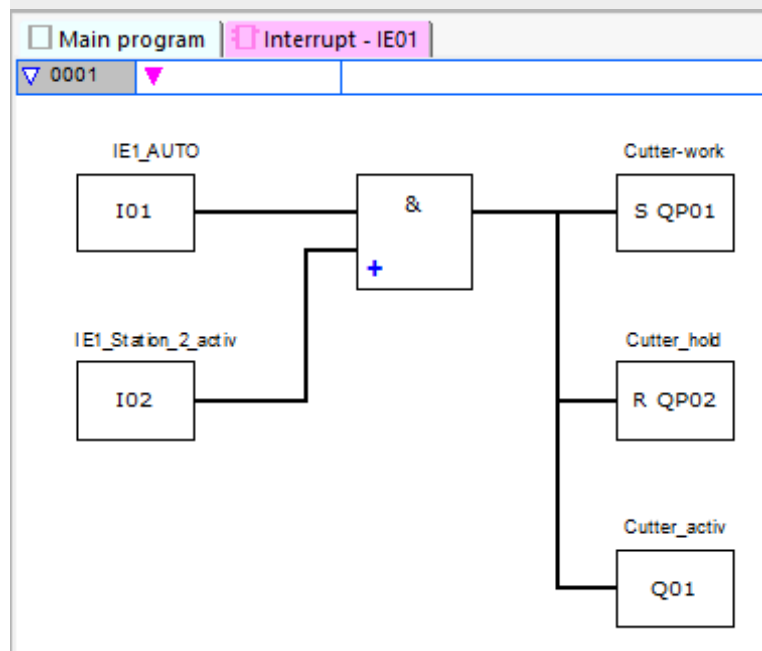 Main program
Interrupt - IE01
0001
IE1_AUTO
I01
&
+
Cutter-work
S QP01
IE1_Station_2_activ
I02
Cutter_hold
R QP02
Cutter_activ
Q01